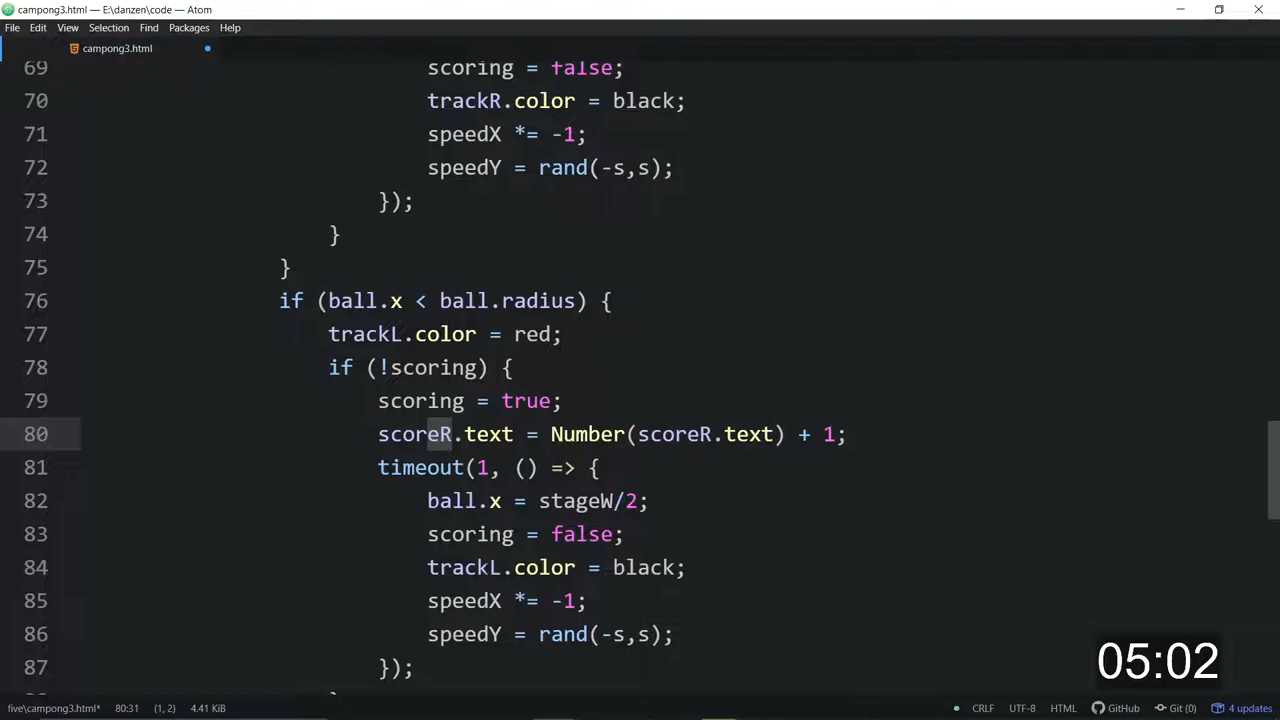 campong3.html — E:\danzen\code — Atom
File Edit View Selection Find Packages Help
campong3.html
69 scoring = false;
70 trackR.color = black;
71 speedX *= -1;
72 speedY = rand(-s,s);
73 });
74 }
75 }
76 if (ball.x < ball.radius) {
77 trackL.color = red;
78 if (!scoring) {
79 scoring = true;
80 scoreR.text = Number(scoreR.text) + 1;
81 timeout(1, () => {
82 ball.x = stageW/2;
83 scoring = false;
84 trackL.color = black;
85 speedX *= -1;
86 speedY = rand(-s,s);
87 });
05:02
five\campong3.html* 80:31 (1, 2) 4.41 KiB CRLF UTF-8 HTML GitHub Git (0) 4 updates